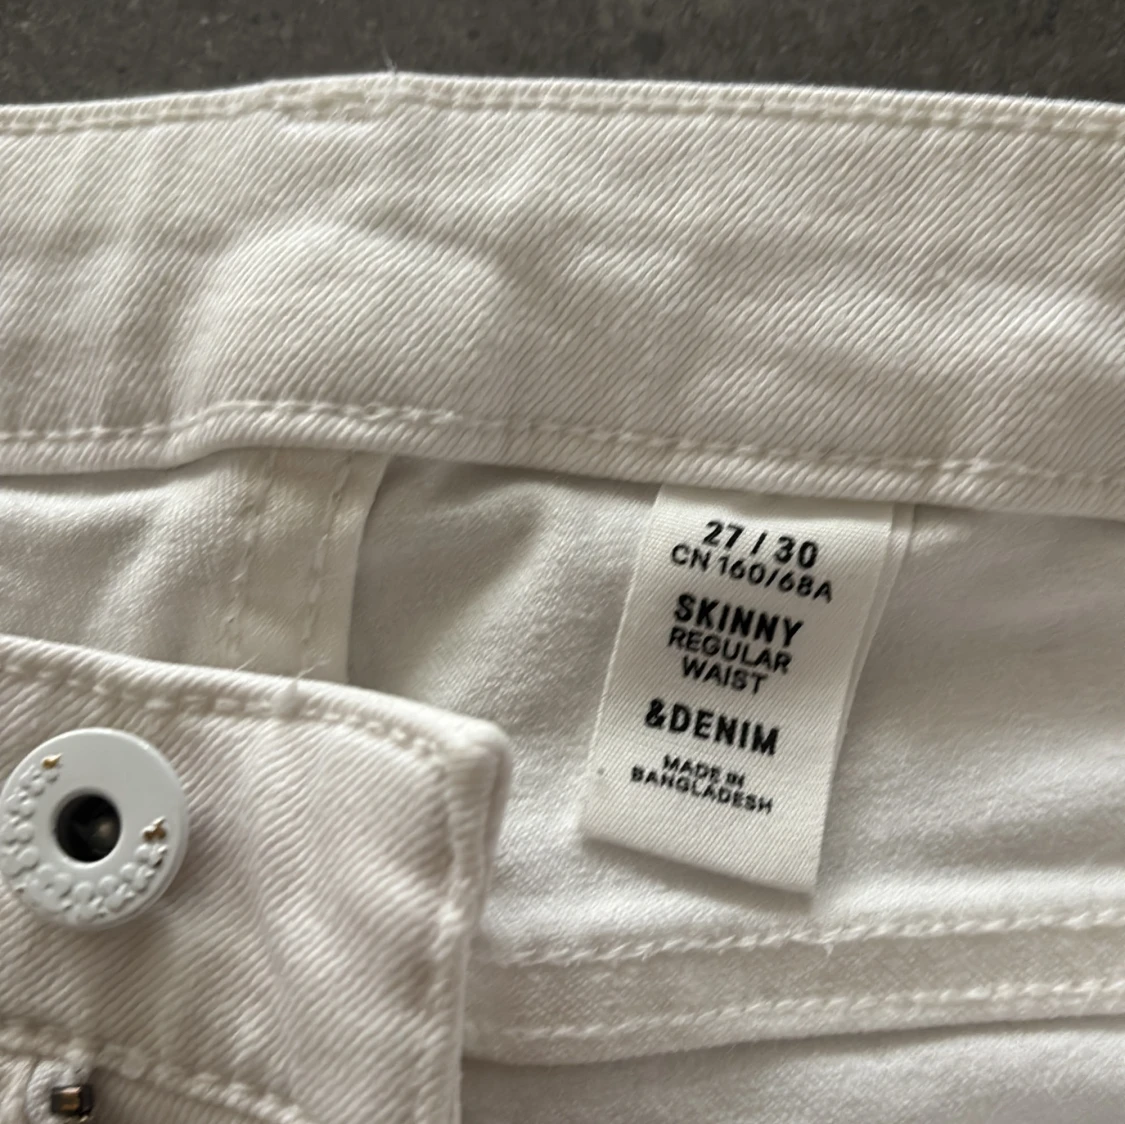 27 / 30
CN 160/68A
SKINNY
REGULAR
WAIST
&DENIM
MADE IN
BANGLADESH